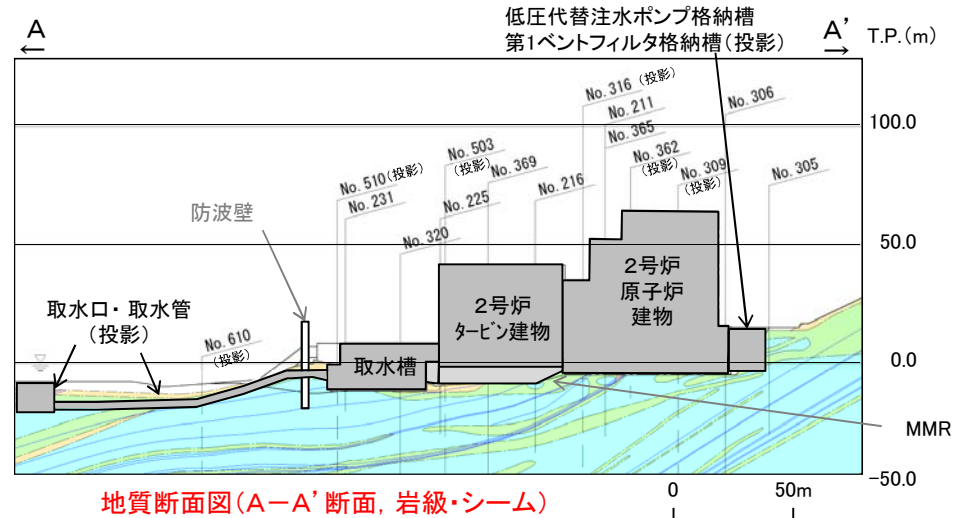 低圧代替注水ポンプ格納槽
第1ベントフィルタ格納槽(投影)
A
A’
T.P.(m)
No. 316 (投影)
No. 211
No. 306
100.0
No. 365
No. 503
(投影)
No. 362
(投影)
No. 510(投影)
No. 369
No. 309
(投影)
No. 305
No. 231
No. 225
No. 216
防波壁
No. 320
50.0
2号炉
原子炉
建物
2号炉
タービン建物
取水口・取水管
(投影)
No. 610
(投影)
取水槽
0.0
MMR
-50.0
地質断面図(A-A’断面, 岩級・シーム)
0
50m